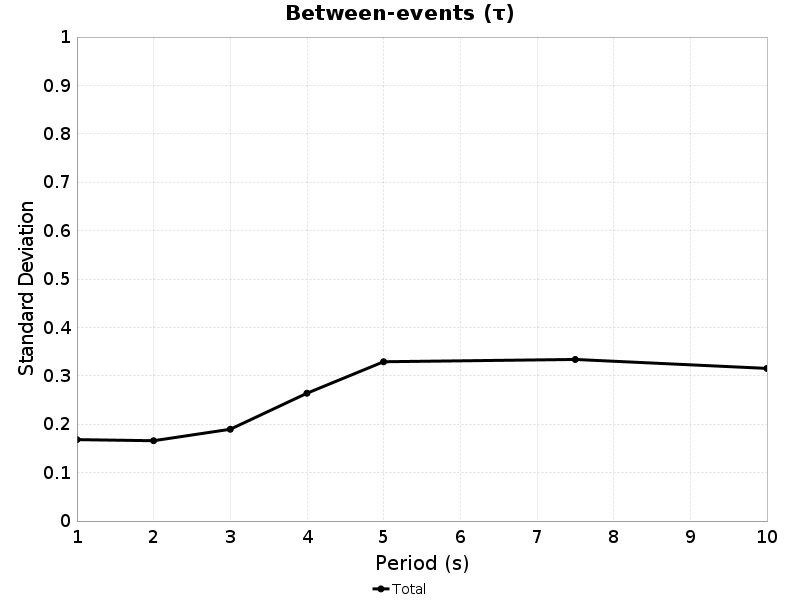 Between-events (τ)
1
0.9
0.8
0.7
0.6
0.5
0.4
0.3
0.2
0.1
0
Standard Deviation
1 2 3 4 5 6 7 8 9 10
Period (s)
Total